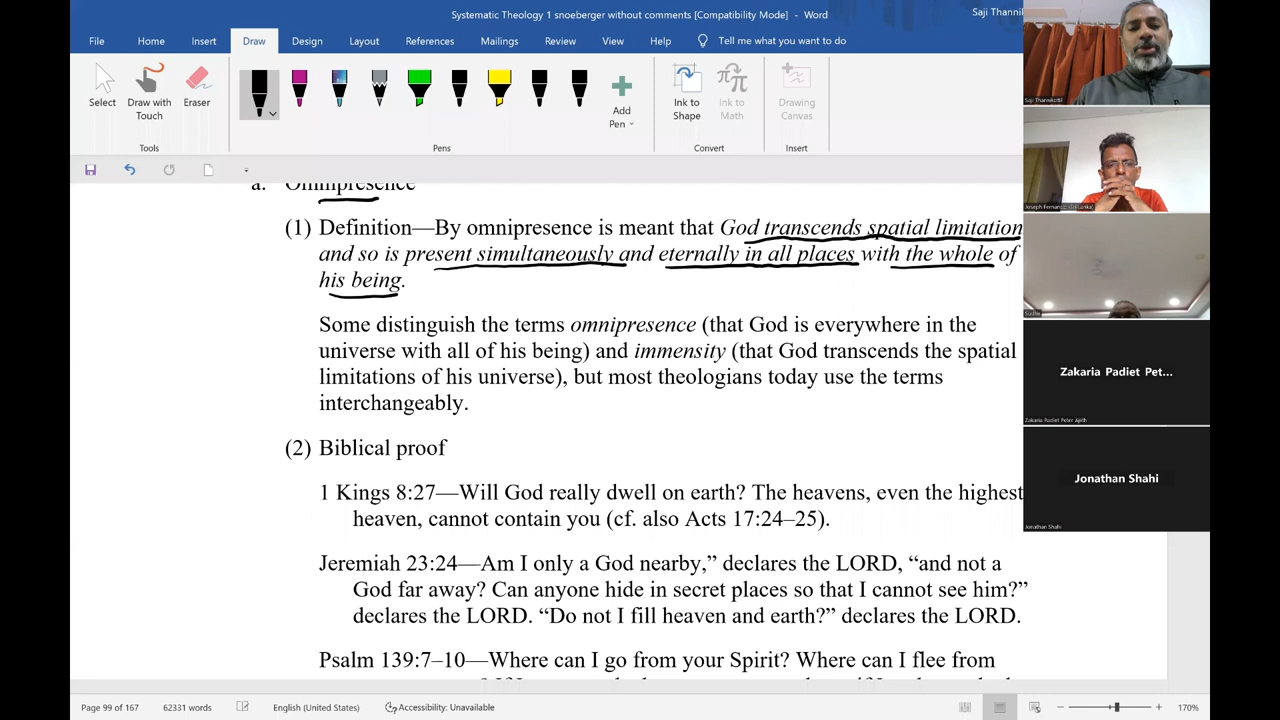 Systematic Theology 1 snoeberger without comments [Compatibility Mode] - Word
Saji Thannik
File Home Insert Draw Design Layout References Mailings Review View Help Tell me what you want to do
Select
Draw with Touch
Eraser
Add Pen
Ink to Shape
Ink to Math
Drawing Canvas
Tools
Pens
Convert
Insert
a. Omnipresence
(1) Definition—By omnipresence is meant that God transcends spatial limitation
and so is present simultaneously and eternally in all places with the whole of
his being.
Some distinguish the terms omnipresence (that God is everywhere in the
universe with all of his being) and immensity (that God transcends the spatial
limitations of his universe), but most theologians today use the terms
interchangeably.
(2) Biblical proof
1 Kings 8:27—Will God really dwell on earth? The heavens, even the highest
heaven, cannot contain you (cf. also Acts 17:24–25).
Jeremiah 23:24—Am I only a God nearby,” declares the LORD, “and not a
God far away? Can anyone hide in secret places so that I cannot see him?”
declares the LORD. “Do not I fill heaven and earth?” declares the LORD.
Psalm 139:7–10—Where can I go from your Spirit? Where can I flee from
Zakaria Padiet Pet...
Zakaria Padiet Peter Ajith
Jonathan Shahi
Jonathan Shahi
Page 99 of 167 62331 words English (United States) Accessibility: Unavailable 170%